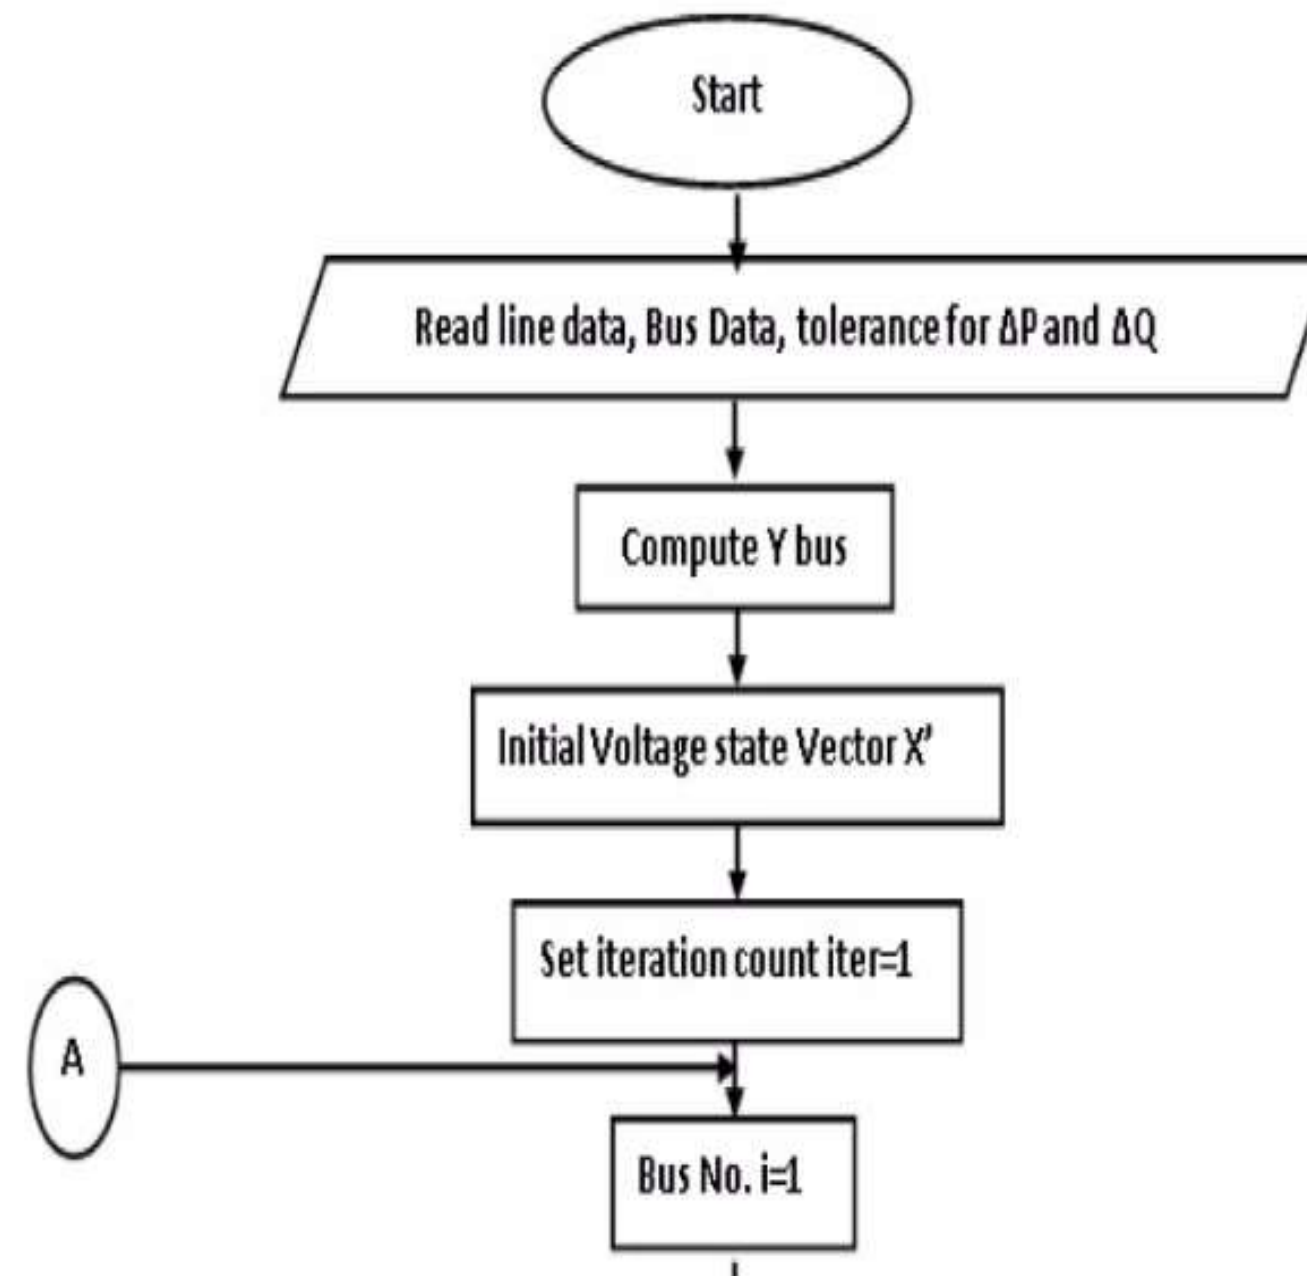 Start
Read line data, Bus Data, tolerance for ΔP and ΔQ
Compute Y bus
Initial Voltage state Vector X'
Set iteration count iter=1
A
Bus No. i=1